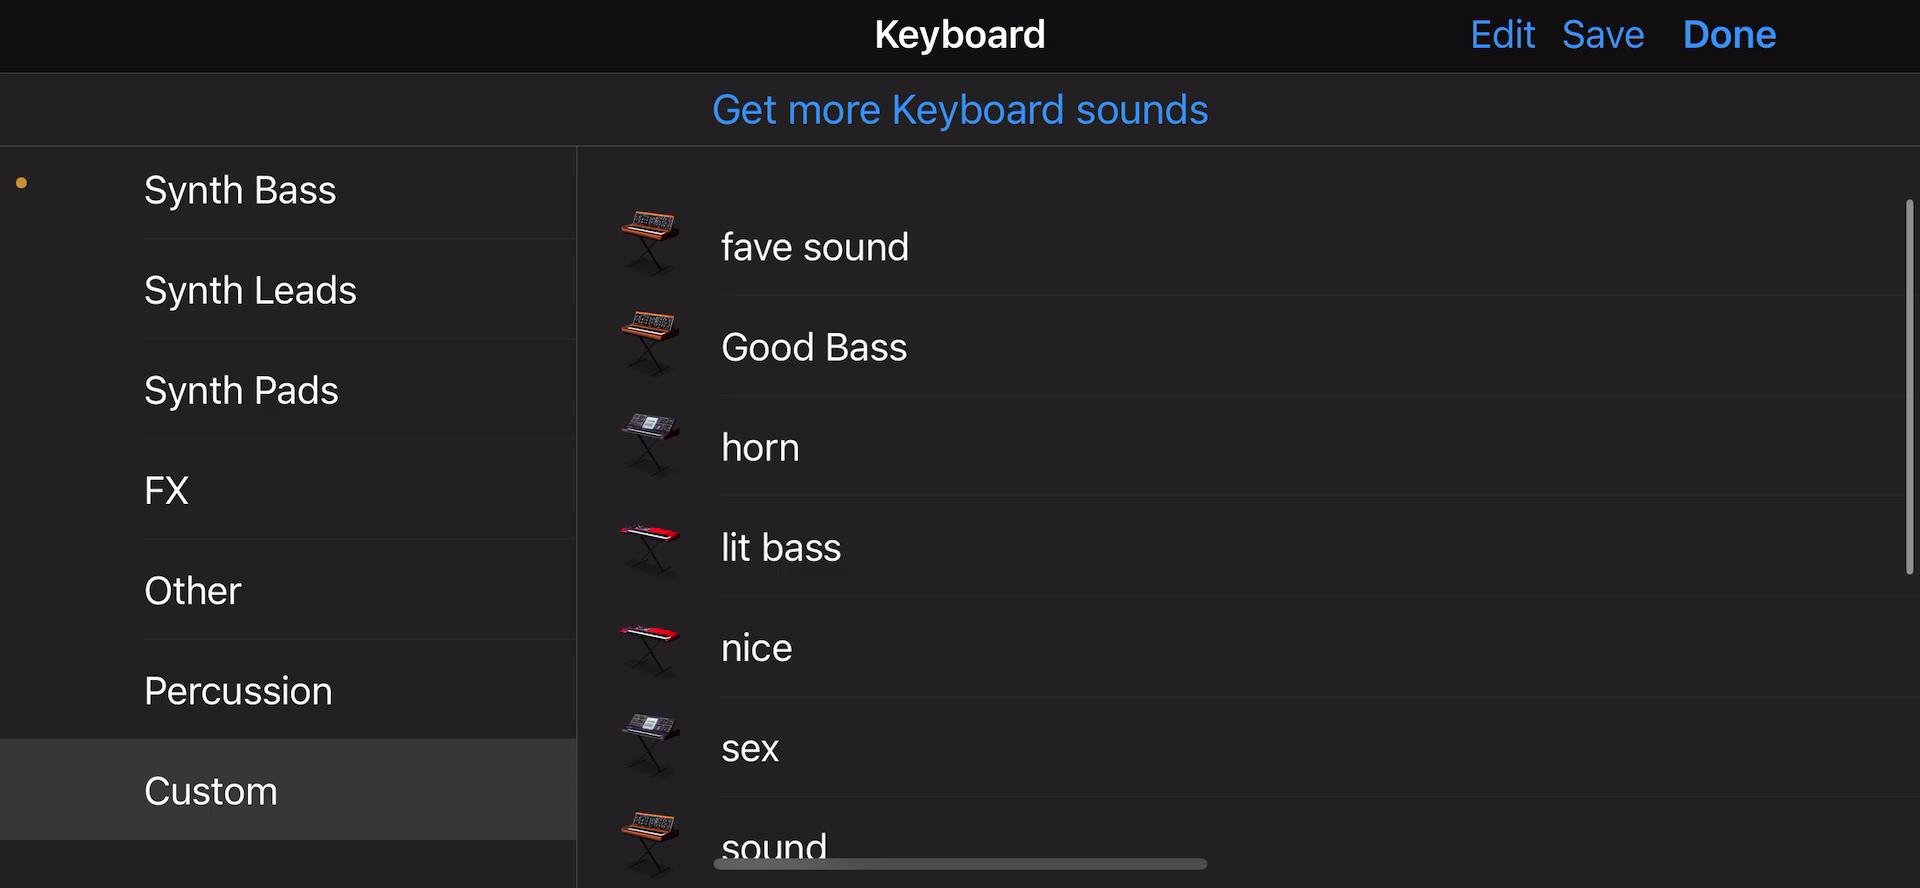 Keyboard
Edit Save Done
Get more Keyboard sounds
Synth Bass
Synth Leads
Synth Pads
FX
Other
Percussion
Custom
fave sound
Good Bass
horn
lit bass
nice
sex
sound